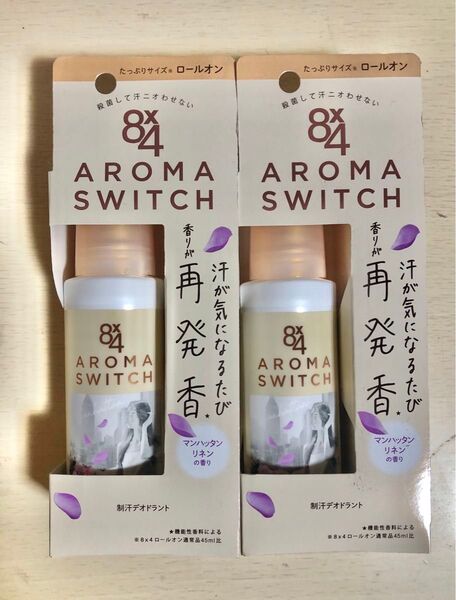 たっぷりサイズ※ ロールオン
殺菌して汗ニオわせない
8x4
AROMA
SWITCH
汗が気になるたび
香りが
再発香★
マンハッタン
リネン
の香り
8x4
AROMA
SWITCH
制汗デオドラント
★機能性香料による
※8x4ロールオン通常品45ml比
たっぷりサイズ※ ロールオン
殺菌して汗ニオわせない
8x4
AROMA
SWITCH
汗が気になるたび
香りが
再発香★
マンハッタン
リネン
の香り
8x4
AROMA
SWITCH
制汗デオドラント
★機能性香料による
※8x4ロールオン通常品45ml比